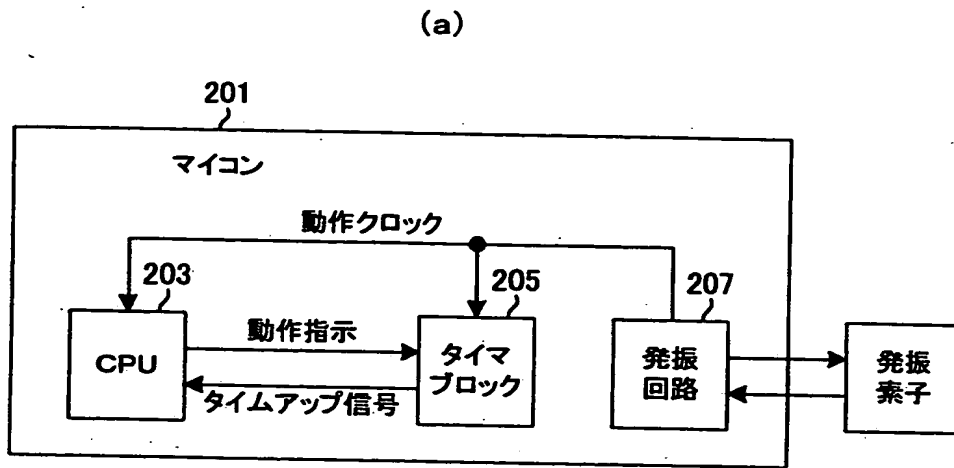 (a)
201
マイコン
動作クロック
203
205
207
CPU
動作指示
タイムアップ信号
タイマ
ブロック
発振
回路
発振
素子